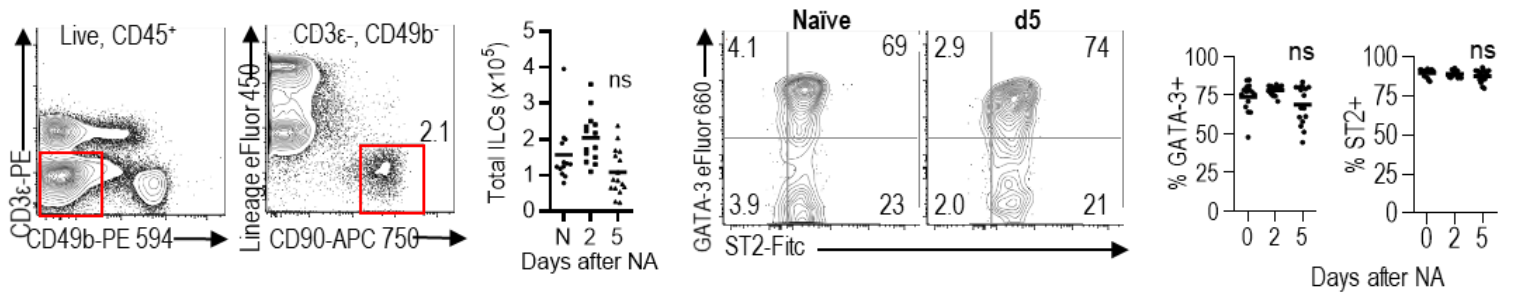 Live, CD45⁺
CD3ε-PE
CD49b-PE 594
CD3ε-, CD49b⁻
Lineage eFluor 450
2.1
CD90-APC 750
Total ILCs (x10⁵)
5
4
3
2
1
0
ns
N 2 5
Days after NA
Naïve
d5
GATA-3 eFluor 660
4.1 69
3.9 23
2.9 74
2.0 21
ST2-Fitc
% GATA-3+
100
75
50
25
0
ns
0 2 5
% ST2+
100
75
50
25
0
ns
0 2 5
Days after NA